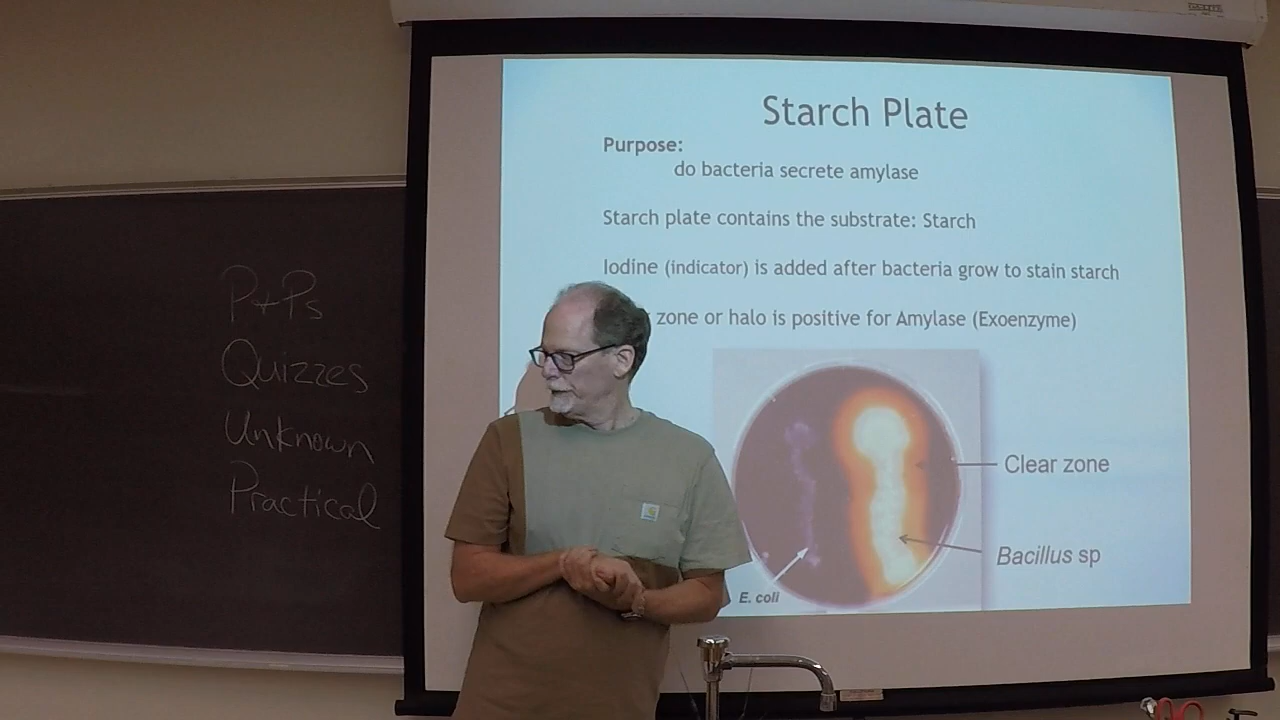 P+Ps
Quizzes
Unknown
Practical
Starch Plate
Purpose:
do bacteria secrete amylase
Starch plate contains the substrate: Starch
Iodine (indicator) is added after bacteria grow to stain starch
zone or halo is positive for Amylase (Exoenzyme)
Clear zone
Bacillus sp
E. coli